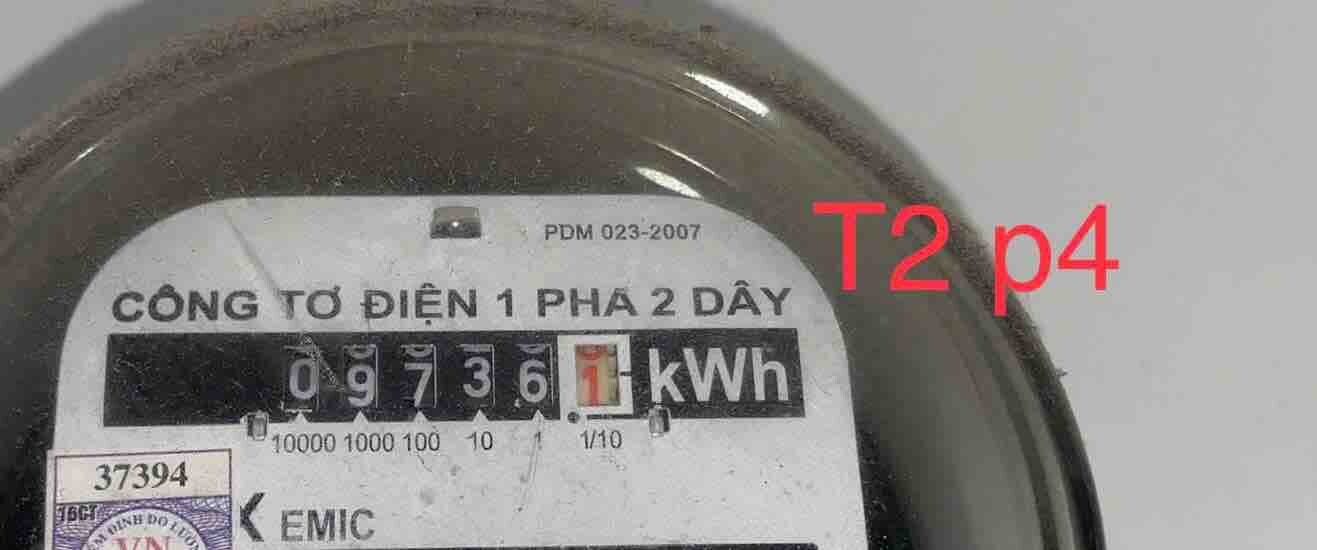 PDM 023-2007
T2 p4
CÔNG TƠ ĐIỆN 1 PHA 2 DÂY
0 9 7 3 6 1 kWh
10000 1000 100 10 1 1/10
37394
EMIC
VN